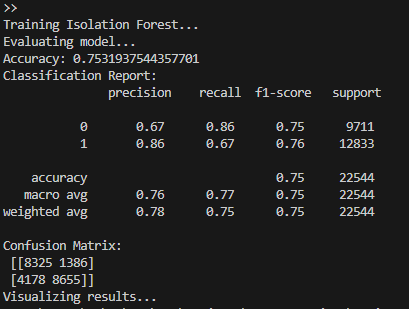 >>
Training Isolation Forest...
Evaluating model...
Accuracy: 0.7531937544357701
Classification Report:
precision recall f1-score support
0 0.67 0.86 0.75 9711
1 0.86 0.67 0.76 12833
accuracy 0.75 22544
macro avg 0.76 0.77 0.75 22544
weighted avg 0.78 0.75 0.75 22544
Confusion Matrix:
[[8325 1386]
[4178 8655]]
Visualizing results...